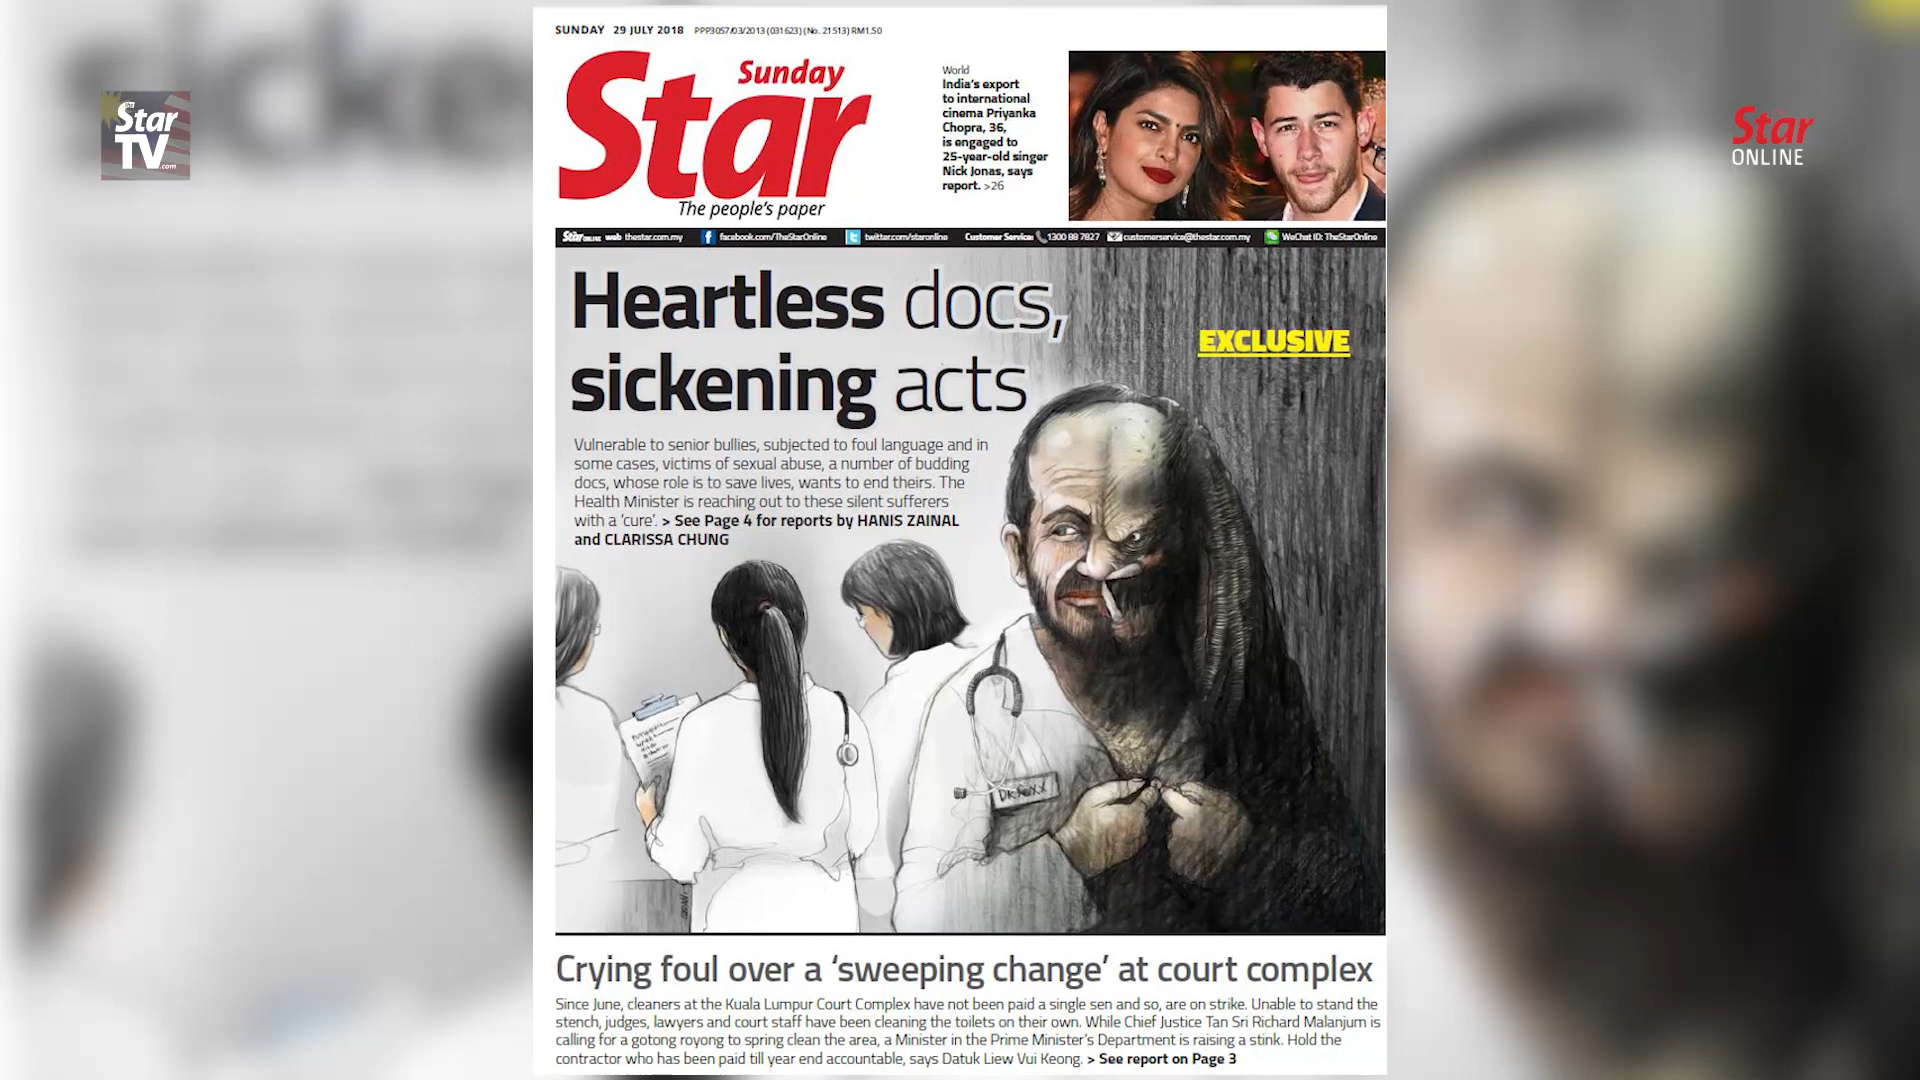 sicke
the Star
TV.com
Star
ONLINE
SUNDAY 29 JULY 2018 PPP3057/03/2013 (031623) (No. 21513) RM1.50
Sunday
Star
The people's paper
World
India's export
to international
cinema Priyanka
Chopra, 36,
is engaged to
25-year-old singer
Nick Jonas, says
report. >26
Star ONLINE web thestar.com.my facebook.com/TheStarOnline twitter.com/staronline Customer Service: 1300 88 7827 customerservice@thestar.com.my WeChat ID: TheStarOnline
Heartless docs,
sickening acts
EXCLUSIVE
Vulnerable to senior bullies, subjected to foul language and in
some cases, victims of sexual abuse, a number of budding
docs, whose role is to save lives, wants to end theirs. The
Health Minister is reaching out to these silent sufferers
with a 'cure'. > See Page 4 for reports by HANIS ZAINAL
and CLARISSA CHUNG
Crying foul over a 'sweeping change' at court complex
Since June, cleaners at the Kuala Lumpur Court Complex have not been paid a single sen and so, are on strike. Unable to stand the
stench, judges, lawyers and court staff have been cleaning the toilets on their own. While Chief Justice Tan Sri Richard Malanjum is
calling for a gotong royong to spring clean the area, a Minister in the Prime Minister's Department is raising a stink. Hold the
contractor who has been paid till year end accountable, says Datuk Liew Vui Keong. > See report on Page 3